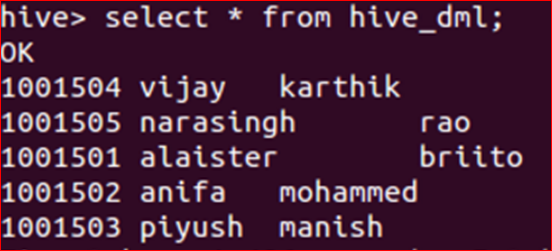 hive> select * from hive_dml;
OK
1001504 vijay karthik
1001505 narasingh rao
1001501 alaister briito
1001502 anifa mohammed
1001503 piyush manish